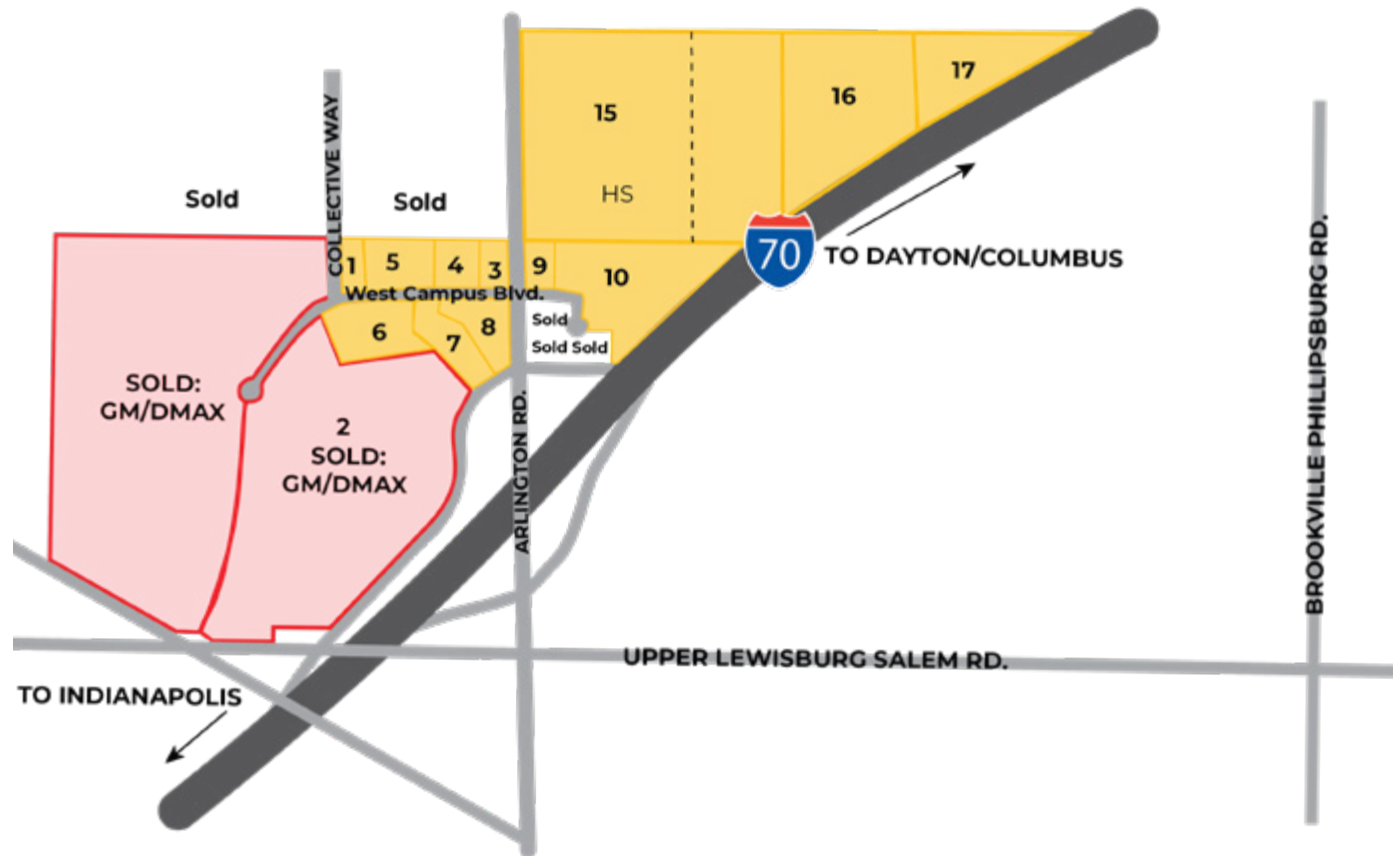 17
16
15
COLLECTIVE WAY
HS
Sold
Sold
70
TO DAYTON/COLUMBUS
1
5
4
3
9
10
West Campus Blvd.
6
7
8
Sold
Sold Sold
SOLD:
GM/DMAX
2
SOLD:
GM/DMAX
ARLINGTON RD.
BROOKVILLE PHILLIPSBURG RD.
UPPER LEWISBURG SALEM RD.
TO INDIANAPOLIS